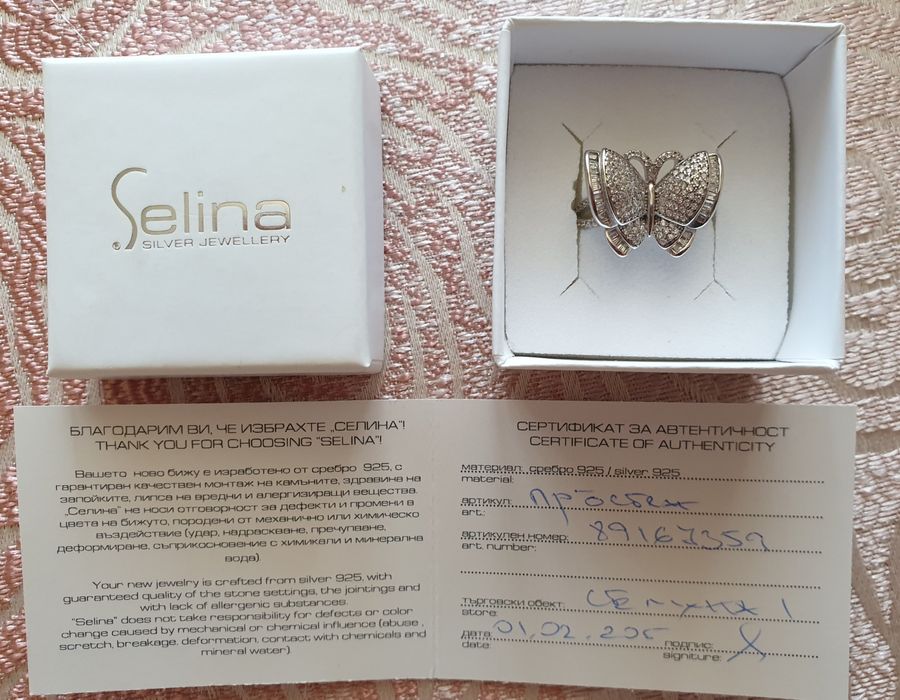 Selina
® SILVER JEWELLERY
БЛАГОДАРИМ ВИ, ЧЕ ИЗБРАХТЕ „СЕЛИНА"!
THANK YOU FOR CHOOSING "SELINA"!
Вашето ново бижу е изработено от сребро 925, с
гарантиран качествен монтаж на камъните, здравина на
запойките, липса на вредни и алергизиращи вещества.
„Селина" не носи отговорност за дефекти и промени в
цвета на бижуто, породени от механично или химическо
въздействие (удар, надраскване, пречупване,
деформиране, съприкосновение с химикали и минерална
вода).
Your new jewelry is crafted from silver 925, with
guaranteed quality of the stone settings, the jointings and
with lack of allergenic substances.
"Selina" does not take responsibility for defects or color
change caused by mechanical or chemical influence (abuse ,
scretch, breakage. deformation, contact with chemicals and
mineral water).
СЕРТИФИКАТ ЗА АВТЕНТИЧНОСТ
CERTIFICATE OF AUTHENTICITY
материал: сребро 925 / silver 925
material:
артикул:
art.:
артикулен номер:
art. number:
търговски обект:
store:
дата: 01.02. подпис:
date: signiture: